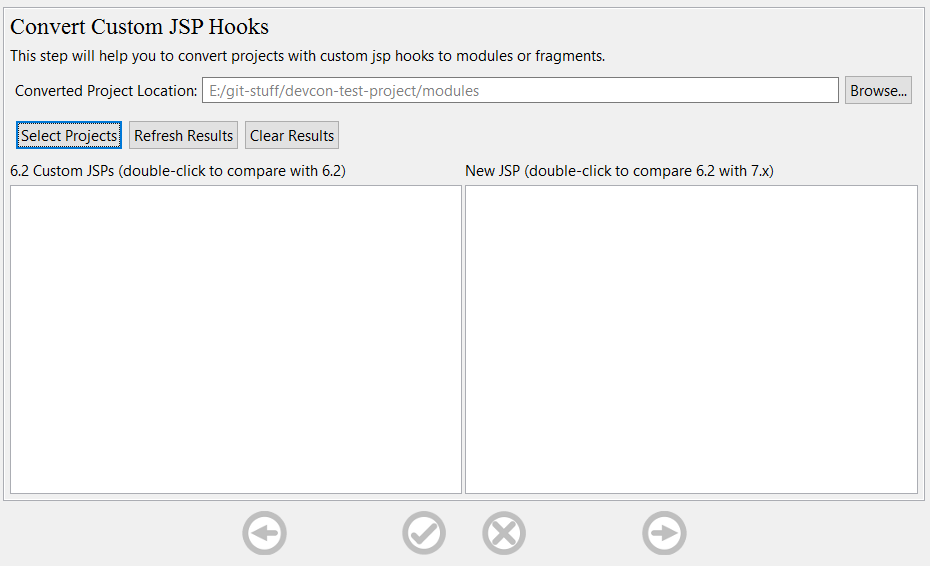 Convert Custom JSP Hooks
This step will help you to convert projects with custom jsp hooks to modules or fragments.
Converted Project Location: E:/git-stuff/devcon-test-project/modules Browse...
Select Projects Refresh Results Clear Results
6.2 Custom JSPs (double-click to compare with 6.2) New JSP (double-click to compare 6.2 with 7.x)